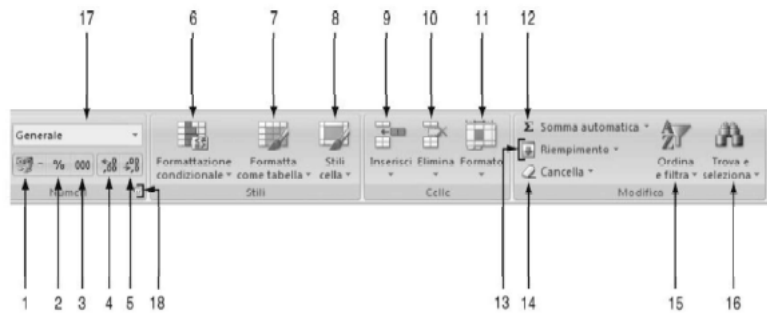 17 6 7 8 9 10 11 12
Generale
% 000
Σ Somma automatica
Riempimento
Cancella
Formattazione condizionale
Formatta come tabella
Stili cella
Inserisci
Elimina
Formato
Ordina e filtra
Trova e seleziona
Numeri
Stili
Celle
Modifica
13
1 2 3 4 5 18 14 15 16